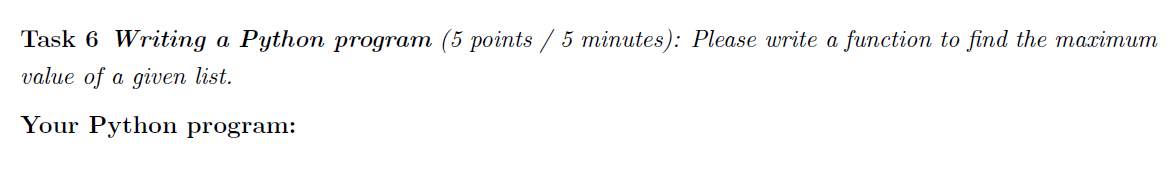 Task 6 Writing a Python program (5 points / 5 minutes): Please write a function to find the maximum
value of a given list.
Your Python program: